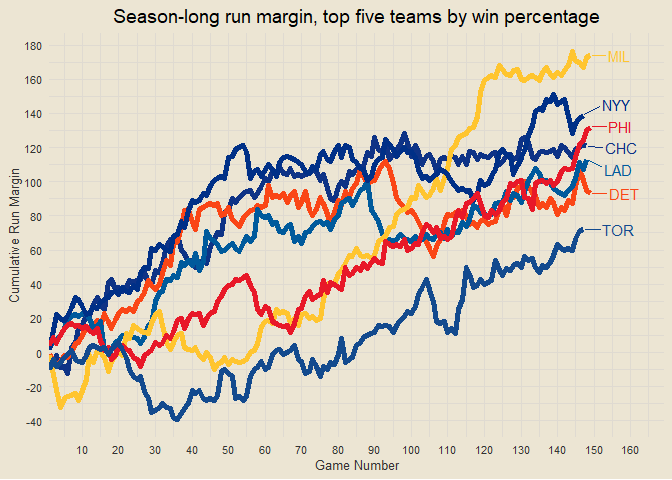 Season-long run margin, top five teams by win percentage
Cumulative Run Margin
180
160
140
120
100
80
60
40
20
0
-20
-40
MIL
NYY
PHI
CHC
LAD
DET
TOR
10 20 30 40 50 60 70 80 90 100 110 120 130 140 150 160
Game Number